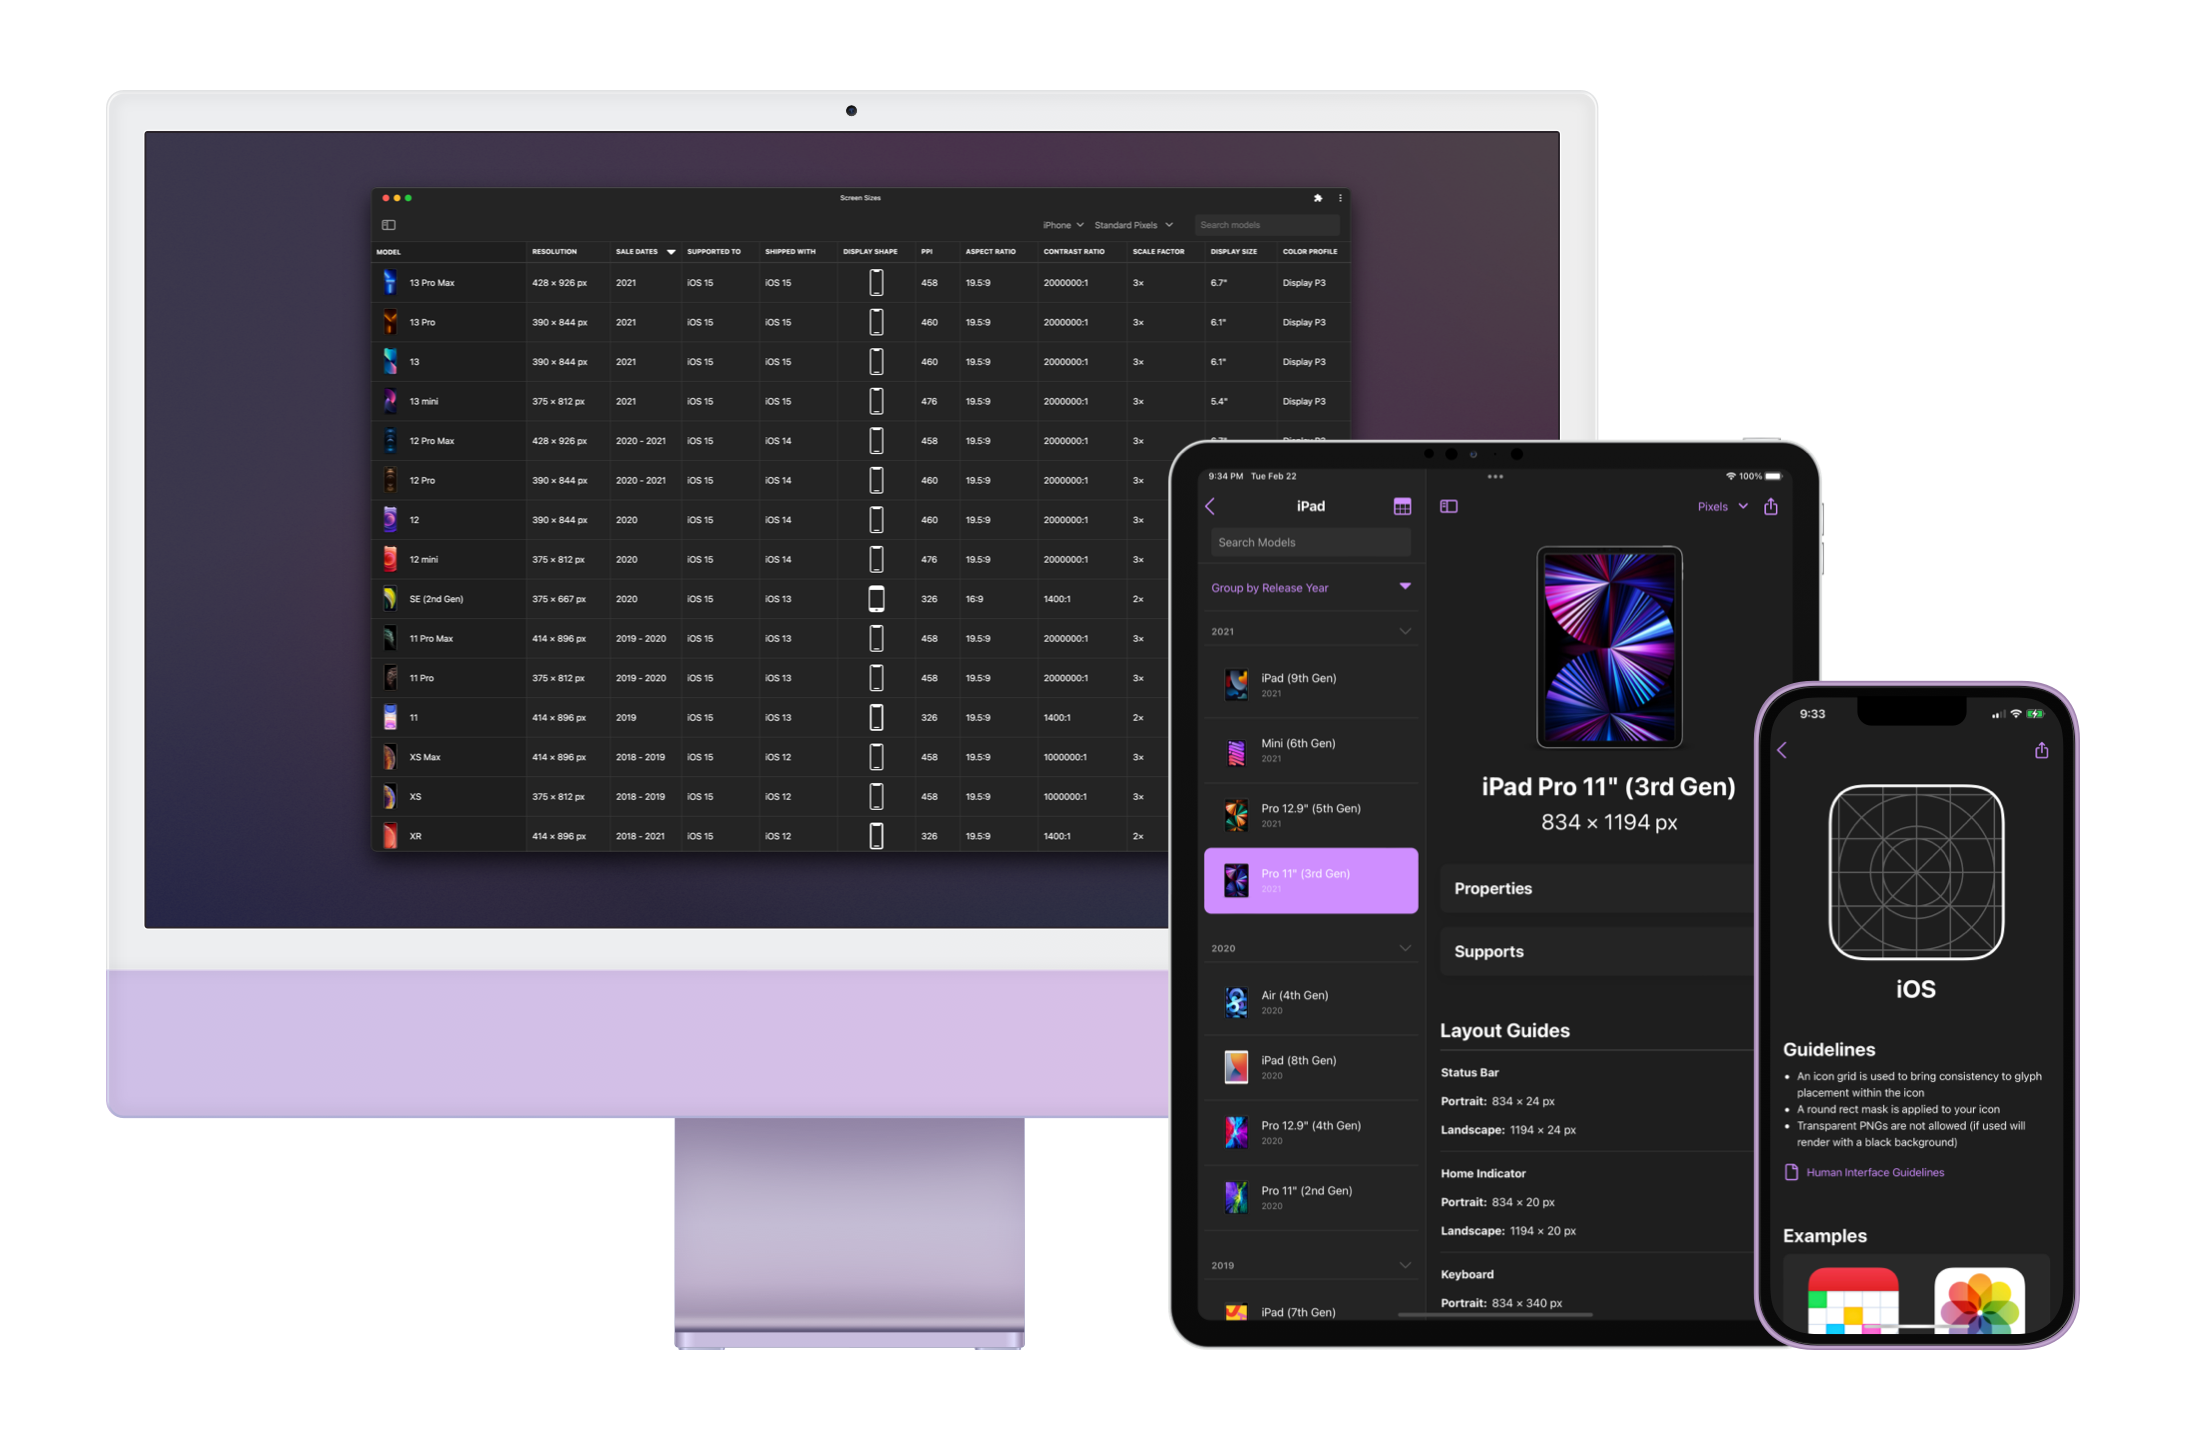 Screen Sizes
iPhone Standard Pixels Search models
MODEL RESOLUTION SALE DATES SUPPORTED TO SHIPPED WITH DISPLAY SHAPE PPI ASPECT RATIO CONTRAST RATIO SCALE FACTOR DISPLAY SIZE COLOR PROFILE
13 Pro Max 428 × 926 px 2021 iOS 15 iOS 15 458 19.5:9 2000000:1 3× 6.7" Display P3
13 Pro 390 × 844 px 2021 iOS 15 iOS 15 460 19.5:9 2000000:1 3× 6.1" Display P3
13 390 × 844 px 2021 iOS 15 iOS 15 460 19.5:9 2000000:1 3× 6.1" Display P3
13 mini 375 × 812 px 2021 iOS 15 iOS 15 476 19.5:9 2000000:1 3× 5.4" Display P3
12 Pro Max 428 × 926 px 2020 - 2021 iOS 15 iOS 14 458 19.5:9 2000000:1 3×
12 Pro 390 × 844 px 2020 - 2021 iOS 15 iOS 14 460 19.5:9 2000000:1 3×
12 390 × 844 px 2020 iOS 15 iOS 14 460 19.5:9 2000000:1 3×
12 mini 375 × 812 px 2020 iOS 15 iOS 14 476 19.5:9 2000000:1 3×
SE (2nd Gen) 375 × 667 px 2020 iOS 15 iOS 13 326 16:9 1400:1 2×
11 Pro Max 414 × 896 px 2019 - 2020 iOS 15 iOS 13 458 19.5:9 2000000:1 3×
11 Pro 375 × 812 px 2019 - 2020 iOS 15 iOS 13 458 19.5:9 2000000:1 3×
11 414 × 896 px 2019 iOS 15 iOS 13 326 19.5:9 1400:1 2×
XS Max 414 × 896 px 2018 - 2019 iOS 15 iOS 12 458 19.5:9 1000000:1 3×
XS 375 × 812 px 2018 - 2019 iOS 15 iOS 12 458 19.5:9 1000000:1 3×
XR 414 × 896 px 2018 - 2021 iOS 15 iOS 12 326 19.5:9 1400:1 2×
9:34 PM Tue Feb 22
100%
iPad
Search Models
Group by Release Year
2021
iPad (9th Gen)
2021
Mini (6th Gen)
2021
Pro 12.9" (5th Gen)
2021
Pro 11" (3rd Gen)
2021
2020
Air (4th Gen)
2020
iPad (8th Gen)
2020
Pro 12.9" (4th Gen)
2020
Pro 11" (2nd Gen)
2020
2019
iPad (7th Gen)
Pixels
iPad Pro 11" (3rd Gen)
834 × 1194 px
Properties
Supports
Layout Guides
Status Bar
Portrait: 834 × 24 px
Landscape: 1194 × 24 px
Home Indicator
Portrait: 834 × 20 px
Landscape: 1194 × 20 px
Keyboard
Portrait: 834 × 340 px
9:33
iOS
Guidelines
• An icon grid is used to bring consistency to glyph
placement within the icon
• A round rect mask is applied to your icon
• Transparent PNGs are not allowed (if used will
render with a black background)
Human Interface Guidelines
Examples